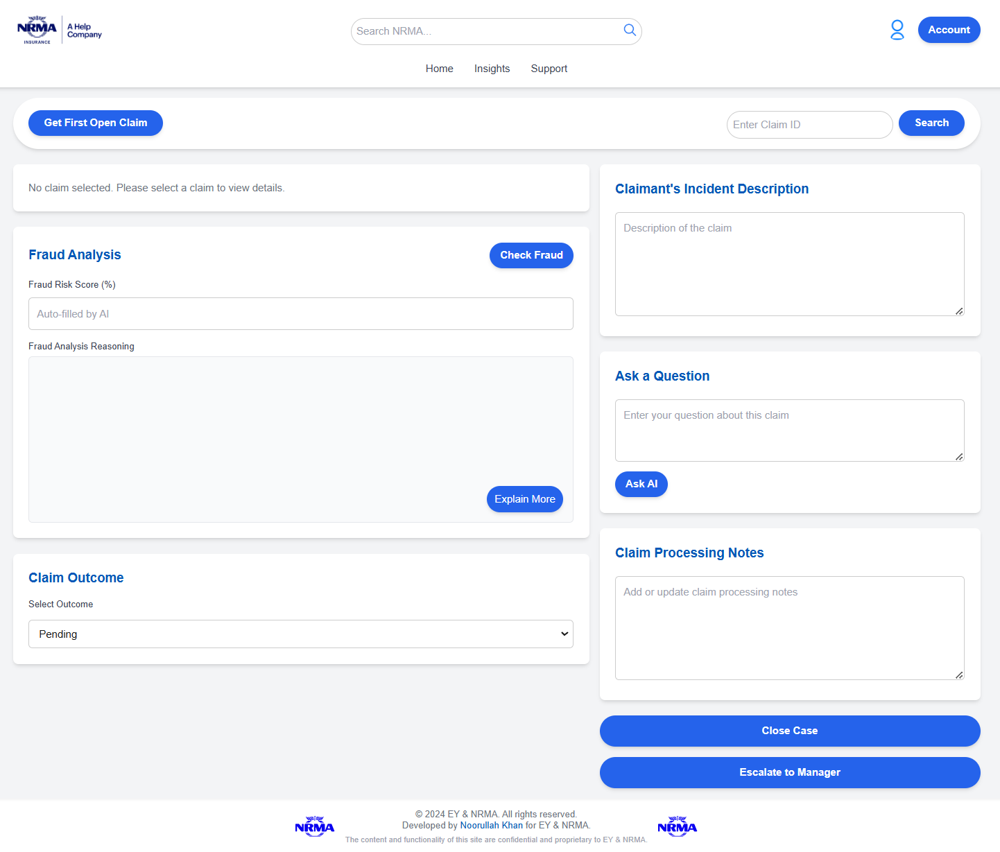 NRMA
INSURANCE
A Help
Company
Search NRMA...
Account
Home
Insights
Support
Get First Open Claim
Enter Claim ID
Search
No claim selected. Please select a claim to view details.
Fraud Analysis
Check Fraud
Fraud Risk Score (%)
Auto-filled by AI
Fraud Analysis Reasoning
Explain More
Claim Outcome
Select Outcome
Pending
Claimant's Incident Description
Description of the claim
Ask a Question
Enter your question about this claim
Ask AI
Claim Processing Notes
Add or update claim processing notes
Close Case
Escalate to Manager
NRMA
© 2024 EY & NRMA. All rights reserved.
Developed by Noorullah Khan for EY & NRMA.
The content and functionality of this site are confidential and proprietary to EY & NRMA.
NRMA